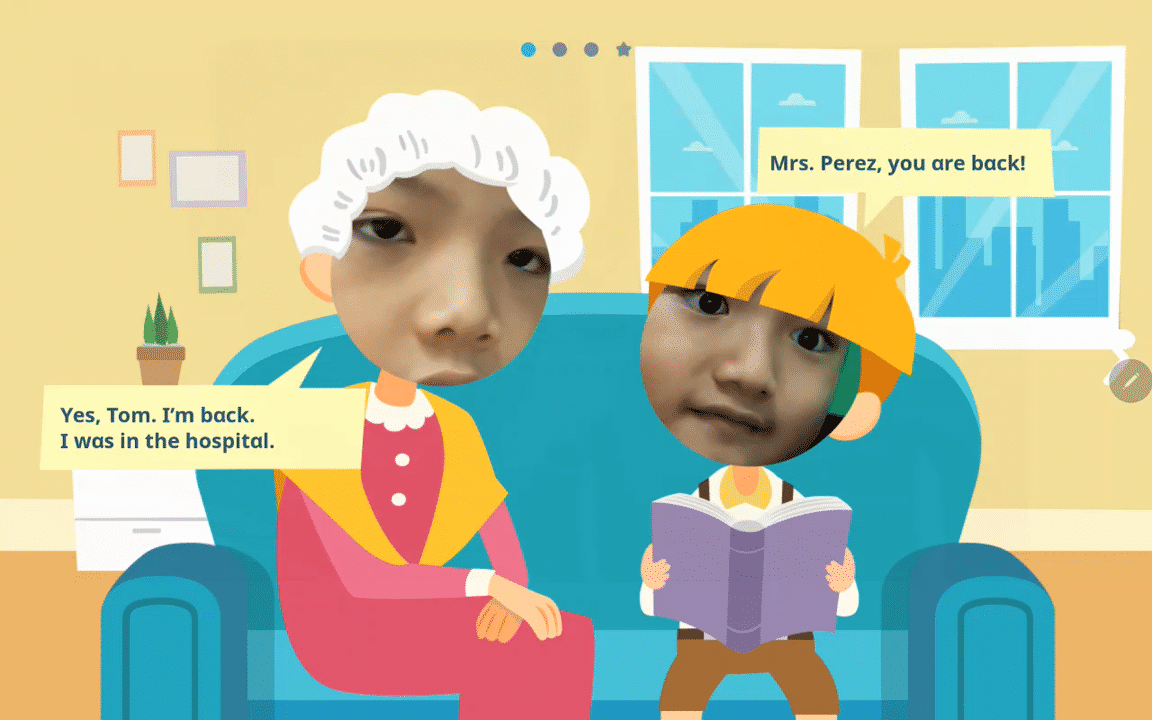 Mrs. Perez, you are back!
Yes, Tom. I'm back.
I was in the hospital.